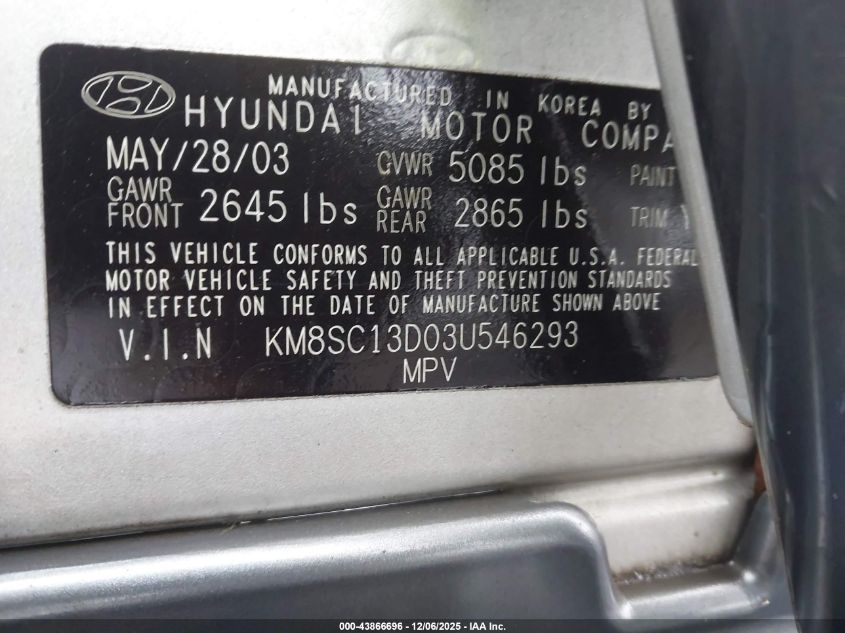 MANUFACTURED IN KOREA BY
HYUNDAI MOTOR
MAY/28/03 GVWR 5085 lbs PAINT
GAWR FRONT 2645 lbs GAWR REAR 2865 lbs TRIM
THIS VEHICLE CONFORMS TO ALL APPLICABLE U.S.A. FEDERAL
MOTOR VEHICLE SAFETY AND THEFT PREVENTION STANDARDS
IN EFFECT ON THE DATE OF MANUFACTURE SHOWN ABOVE
V.I.N KM8SC13D03U546293
MPV
000-43866696 - 12/06/2025 - IAA Inc.